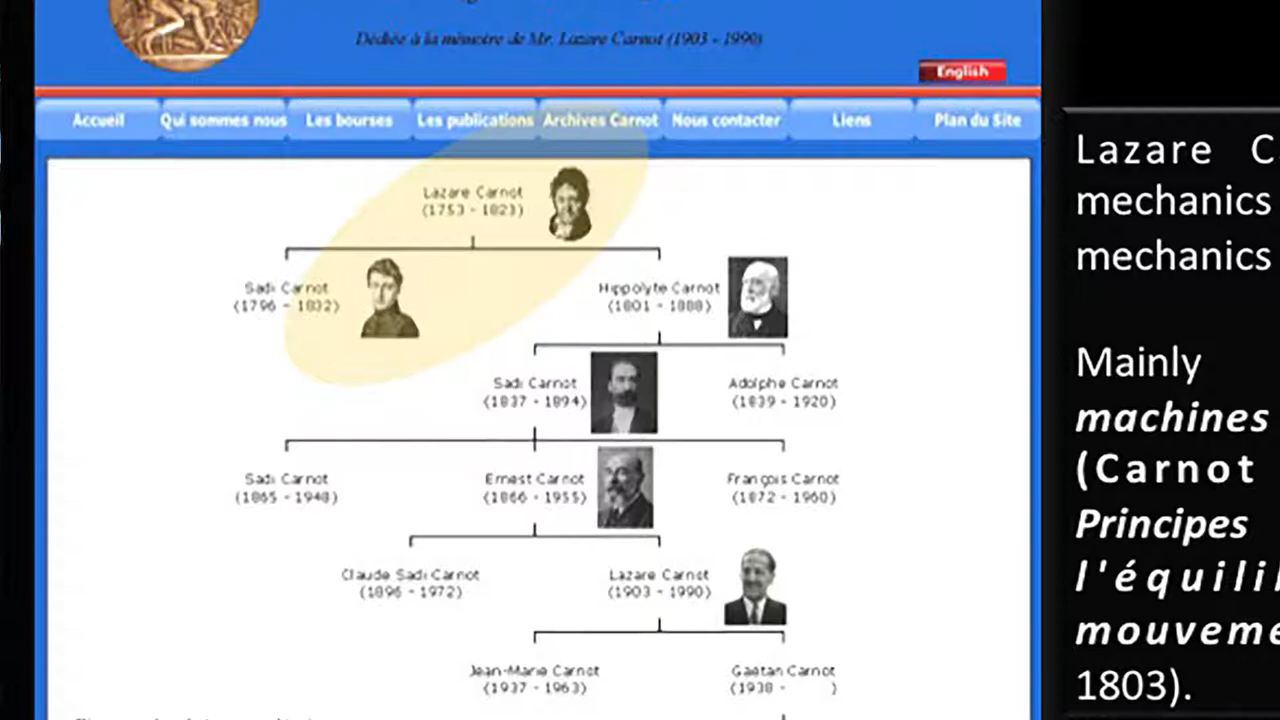 Dédiée à la mémoire de Mr. Lazare Carnot (1903 - 1990)
English
Accueil Qui sommes nous Les bourses Les publications Archives Carnot Nous contacter Liens Plan du Site
Lazare Carnot
(1753 - 1823)
Sadi Carnot
(1796 - 1832)
Hippolyte Carnot
(1801 - 1888)
Sadi Carnot
(1837 - 1894)
Adolphe Carnot
(1839 - 1920)
Sadi Carnot
(1865 - 1948)
Ernest Carnot
(1866 - 1955)
François Carnot
(1872 - 1960)
Claude Sadi Carnot
(1896 - 1972)
Lazare Carnot
(1903 - 1990)
Jean-Marie Carnot
(1937 - 1963)
Gaëtan Carnot
(1938 - )
Lazare C
mechanics
mechanics
Mainly
machines
(Carnot
Principes
l'équili
mouveme
1803).